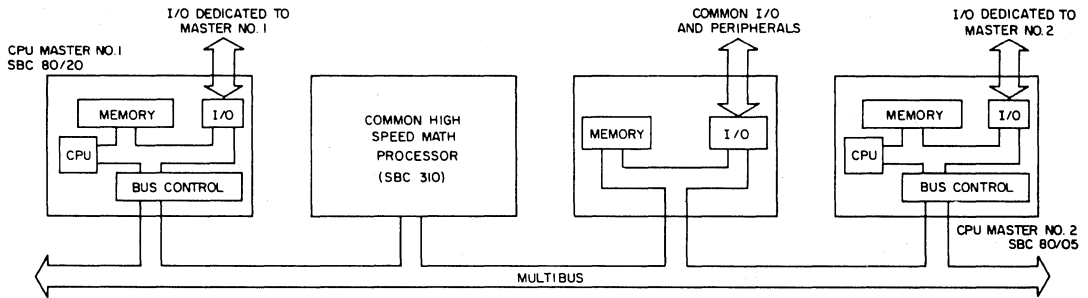 I/O DEDICATED TO
MASTER NO. 1
COMMON I/O
AND PERIPHERALS
I/O DEDICATED TO
MASTER NO. 2
CPU MASTER NO. 1
SBC 80/20
MEMORY
I/O
CPU
BUS CONTROL
COMMON HIGH
SPEED MATH
PROCESSOR
(SBC 310)
MEMORY
I/O
MEMORY
I/O
CPU
BUS CONTROL
CPU MASTER NO. 2
SBC 80/05
MULTIBUS